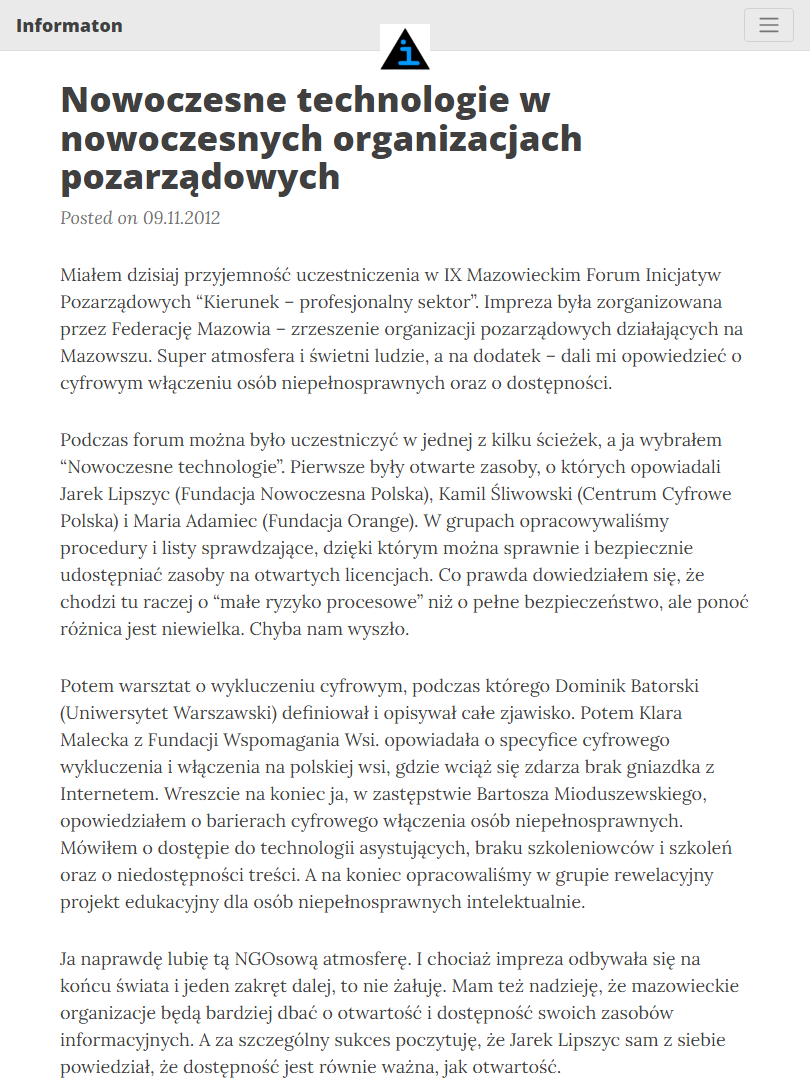 Informaton
i
Nowoczesne technologie w
nowoczesnych organizacjach
pozarządowych
Posted on 09.11.2012
Miałem dzisiaj przyjemność uczestniczenia w IX Mazowieckim Forum Inicjatyw
Pozarządowych “Kierunek – profesjonalny sektor”. Impreza była zorganizowana
przez Federację Mazowia – zrzeszenie organizacji pozarządowych działających na
Mazowszu. Super atmosfera i świetni ludzie, a na dodatek – dali mi opowiedzieć o
cyfrowym włączeniu osób niepełnosprawnych oraz o dostępności.
Podczas forum można było uczestniczyć w jednej z kilku ścieżek, a ja wybrałem
“Nowoczesne technologie”. Pierwsze były otwarte zasoby, o których opowiadali
Jarek Lipszyc (Fundacja Nowoczesna Polska), Kamil Śliwowski (Centrum Cyfrowe
Polska) i Maria Adamiec (Fundacja Orange). W grupach opracowywaliśmy
procedury i listy sprawdzające, dzięki którym można sprawnie i bezpiecznie
udostępniać zasoby na otwartych licencjach. Co prawda dowiedziałem się, że
chodzi tu raczej o “małe ryzyko procesowe” niż o pełne bezpieczeństwo, ale ponoć
różnica jest niewielka. Chyba nam wyszło.
Potem warsztat o wykluczeniu cyfrowym, podczas którego Dominik Batorski
(Uniwersytet Warszawski) definiował i opisywał całe zjawisko. Potem Klara
Malecka z Fundacji Wspomagania Wsi. opowiadała o specyfice cyfrowego
wykluczenia i włączenia na polskiej wsi, gdzie wciąż się zdarza brak gniazdka z
Internetem. Wreszcie na koniec ja, w zastępstwie Bartosza Mioduszewskiego,
opowiedziałem o barierach cyfrowego włączenia osób niepełnosprawnych.
Mówiłem o dostępie do technologii asystujących, braku szkoleniowców i szkoleń
oraz o niedostępności treści. A na koniec opracowaliśmy w grupie rewelacyjny
projekt edukacyjny dla osób niepełnosprawnych intelektualnie.
Ja naprawdę lubię tą NGOsową atmosferę. I chociaż impreza odbywała się na
końcu świata i jeden zakręt dalej, to nie żałuję. Mam też nadzieję, że mazowieckie
organizacje będą bardziej dbać o otwartość i dostępność swoich zasobów
informacyjnych. A za szczególny sukces poczytuję, że Jarek Lipszyc sam z siebie
powiedział, że dostępność jest równie ważna, jak otwartość.